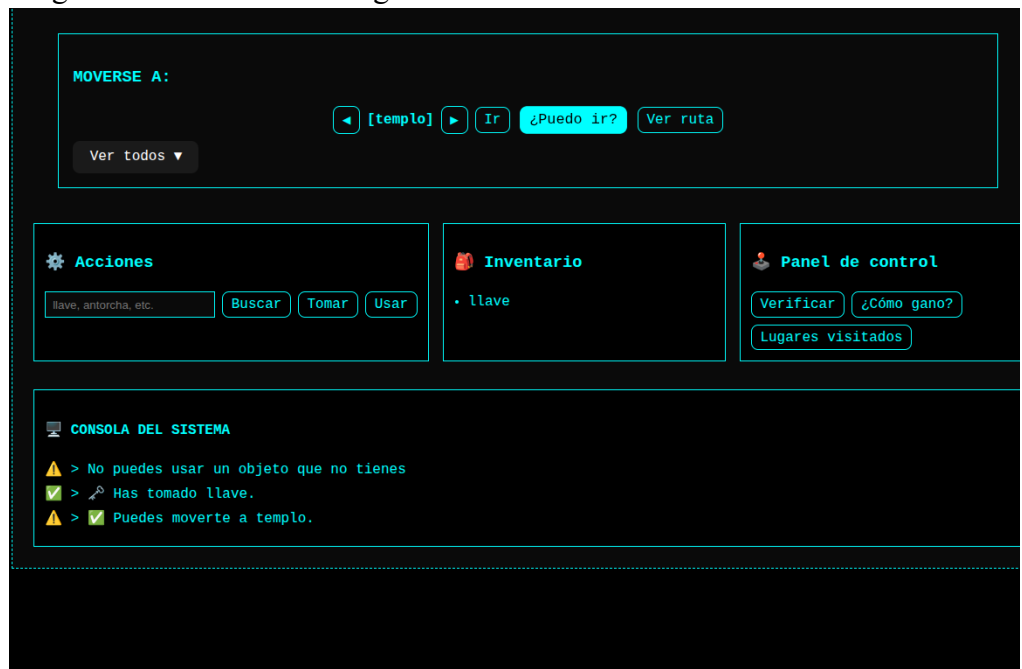 MOVERSE A:
◄ [templo] ► Ir ¿Puedo ir? Ver ruta
Ver todos ▼
⚙️ Acciones
llave, antorcha, etc. Buscar Tomar Usar
🎒 Inventario
• llave
🕹️ Panel de control
Verificar ¿Cómo gano?
Lugares visitados
🖥️ CONSOLA DEL SISTEMA
⚠️ > No puedes usar un objeto que no tienes
✅ > 🗝️ Has tomado llave.
⚠️ > ✅ Puedes moverte a templo.